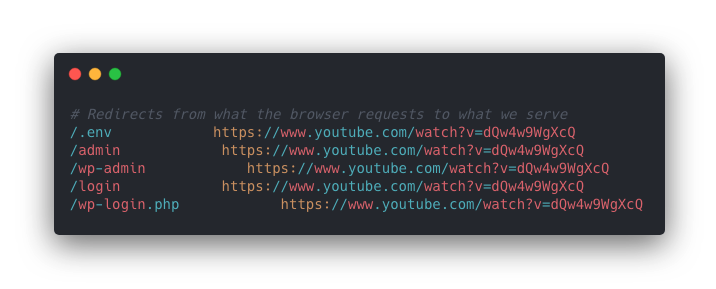 # Redirects from what the browser requests to what we serve
/.env            https://www.youtube.com/watch?v=dQw4w9WgXcQ
/admin            https://www.youtube.com/watch?v=dQw4w9WgXcQ
/wp-admin            https://www.youtube.com/watch?v=dQw4w9WgXcQ
/login            https://www.youtube.com/watch?v=dQw4w9WgXcQ
/wp-login.php            https://www.youtube.com/watch?v=dQw4w9WgXcQ